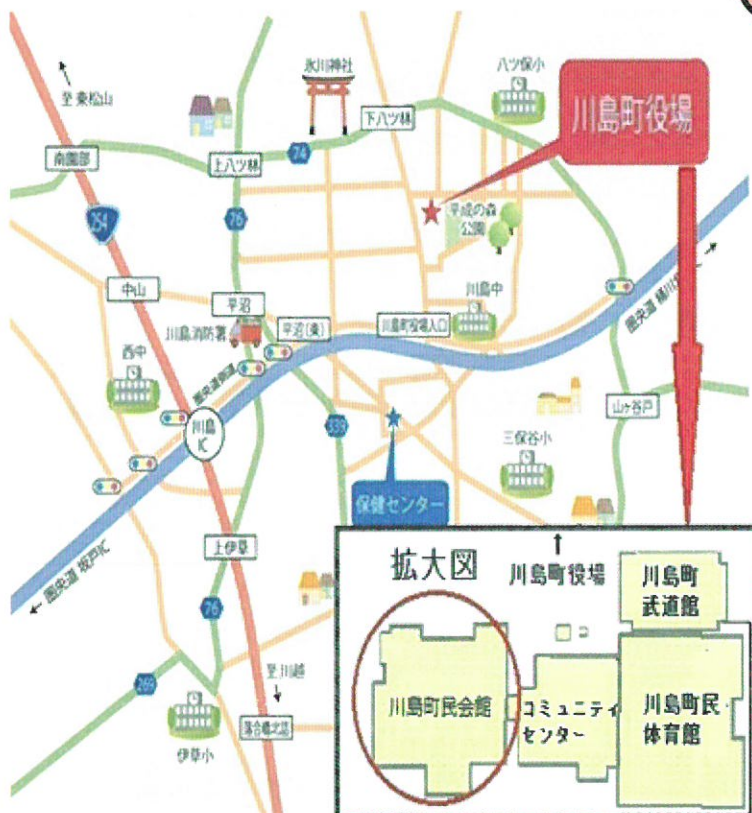 至 東松山
氷川神社
八ツ保小
川島町役場
下八ツ林
南園部
上八ツ林
74
254
76
平成の森
公園
中山
平沼
川島中
川島消防署
平沼(東)
川島町役場入口
西中
圏央道側道
川島
IC
339
山ヶ谷戸
三保谷小
保健センター
圏央道 坂戸IC
上伊草
76
269
至川越
落合橋北詰
伊草小
拡大図
川島町役場
川島町
武道館
川島町民会館
コミュニティ
センター
川島町民
体育館